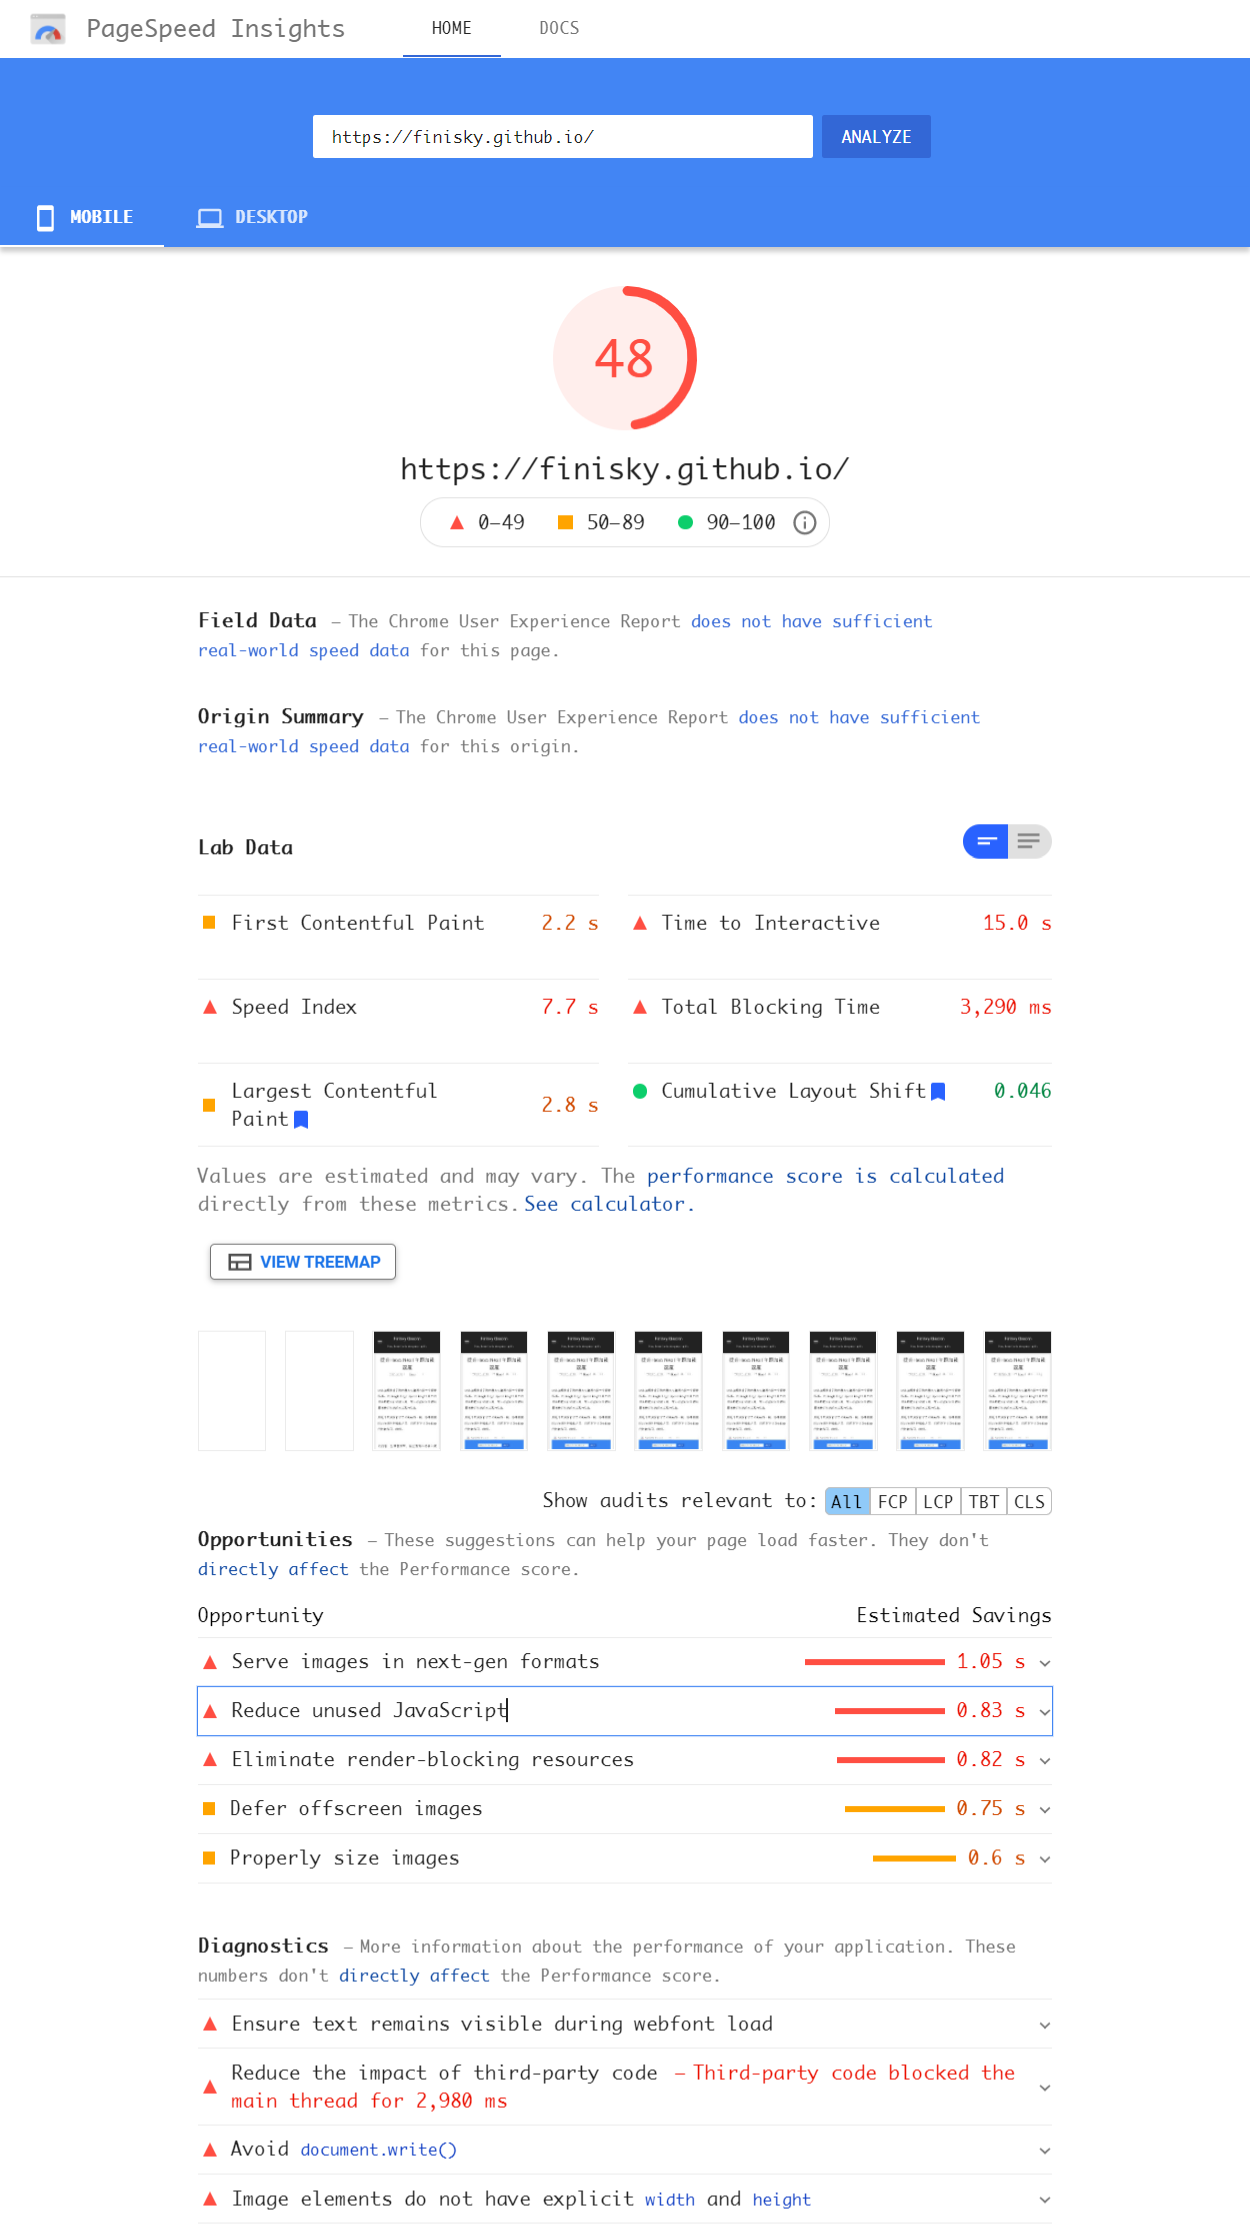 PageSpeed Insights
HOME
DOCS
https://finisky.github.io/
ANALYZE
MOBILE
DESKTOP
48
https://finisky.github.io/
0–49
50–89
90–100
Field Data – The Chrome User Experience Report does not have sufficient
real-world speed data for this page.
Origin Summary – The Chrome User Experience Report does not have sufficient
real-world speed data for this origin.
Lab Data
First Contentful Paint 2.2 s
Time to Interactive 15.0 s
Speed Index 7.7 s
Total Blocking Time 3,290 ms
Largest Contentful
Paint 2.8 s
Cumulative Layout Shift 0.046
Values are estimated and may vary. The performance score is calculated
directly from these metrics. See calculator.
VIEW TREEMAP
Show audits relevant to: All FCP LCP TBT CLS
Opportunities – These suggestions can help your page load faster. They don't
directly affect the Performance score.
Opportunity Estimated Savings
Serve images in next-gen formats 1.05 s
Reduce unused JavaScript 0.83 s
Eliminate render-blocking resources 0.82 s
Defer offscreen images 0.75 s
Properly size images 0.6 s
Diagnostics – More information about the performance of your application. These
numbers don't directly affect the Performance score.
Ensure text remains visible during webfont load
Reduce the impact of third-party code – Third-party code blocked the
main thread for 2,980 ms
Avoid document.write()
Image elements do not have explicit width and height